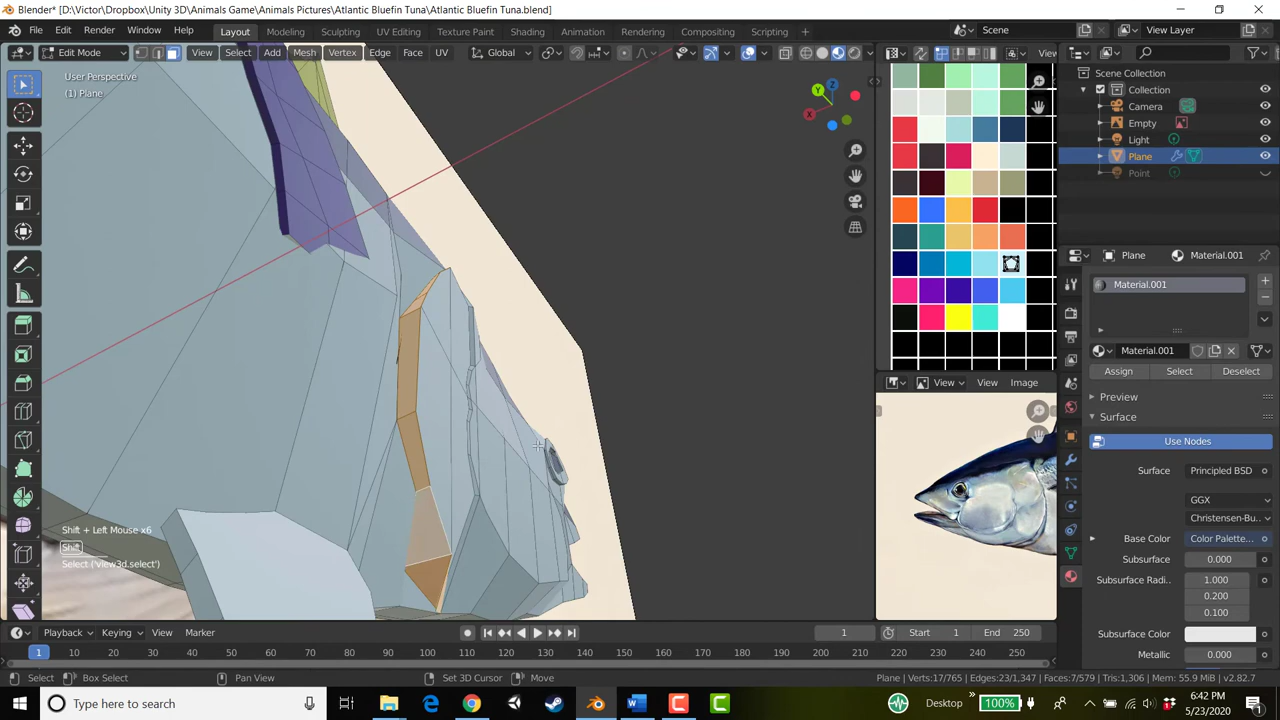 Blender* [D:\Victor\Dropbox\Unity 3D\Animals Game\Animals Pictures\Atlantic Bluefin Tuna\Atlantic Bluefin Tuna.blend]
File Edit Render Window Help Layout Modeling Sculpting UV Editing Texture Paint Shading Animation Rendering Compositing Scripting + Scene View Layer
Edit Mode View Select Add Mesh Vertex Edge Face UV Global View
User Perspective
(1) Plane
Scene Collection
Collection
Camera
Empty
Light
Plane
Point
X
Y
Z
Plane Material.001
Material.001
Material.001
Assign Select Deselect
Preview
Surface
Use Nodes
Surface Principled BSD
GGX
Christensen-Bu...
Base Color Color Palette...
Subsurface 0.000
Subsurface Radi... 1.000
0.200
0.100
Subsurface Color
Metallic 0.000
View View Image
Shift + Left Mouse x6
Shift
Select ('view3d.select')
Playback Keying View Marker 1 Start 1 End 250
1 10 20 30 40 50 60 70 80 90 100 110 120 130 140 150 160 170 180 190 200 210 220 230 240 250
Select Box Select Pan View Set 3D Cursor Move Plane | Verts:17/765 | Edges:23/1,347 | Faces:7/579 | Tris:1,306 | Mem: 55.9 MiB | v2.82.7
Type here to search
Desktop 100% 6:42 PM
5/23/2020